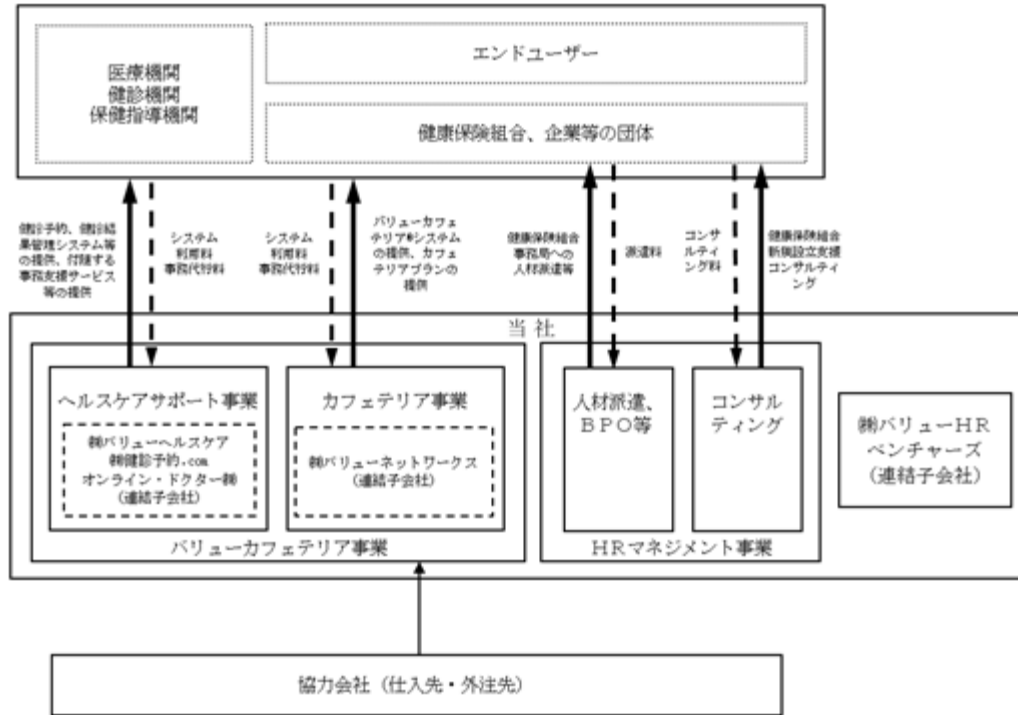 医療機関
健診機関
保健指導機関
エンドユーザー
健康保険組合、企業等の団体
健診予約、健診結
果管理システム等
の提供、付随する
事務支援サービス
等の提供
システム
利用料
事務代行料
システム
利用料
事務代行料
バリューカフェ
テリア®システム
の提供、カフェ
テリアプランの
提供
健康保険組合
事務局への
人材派遣等
派遣料
コンサ
ルティ
ング料
健康保険組合
新規設立支援
コンサルティ
ング
当社
ヘルスケアサポート事業
㈱バリューヘルスケア
㈱健診予約.com
オンライン・ドクター㈱
(連結子会社)
カフェテリア事業
㈱バリューネットワークス
(連結子会社)
バリューカフェテリア事業
人材派遣、
ＢＰＯ等
コンサル
ティング
ＨＲマネジメント事業
㈱バリューＨＲ
ベンチャーズ
(連結子会社)
協力会社（仕入先・外注先）